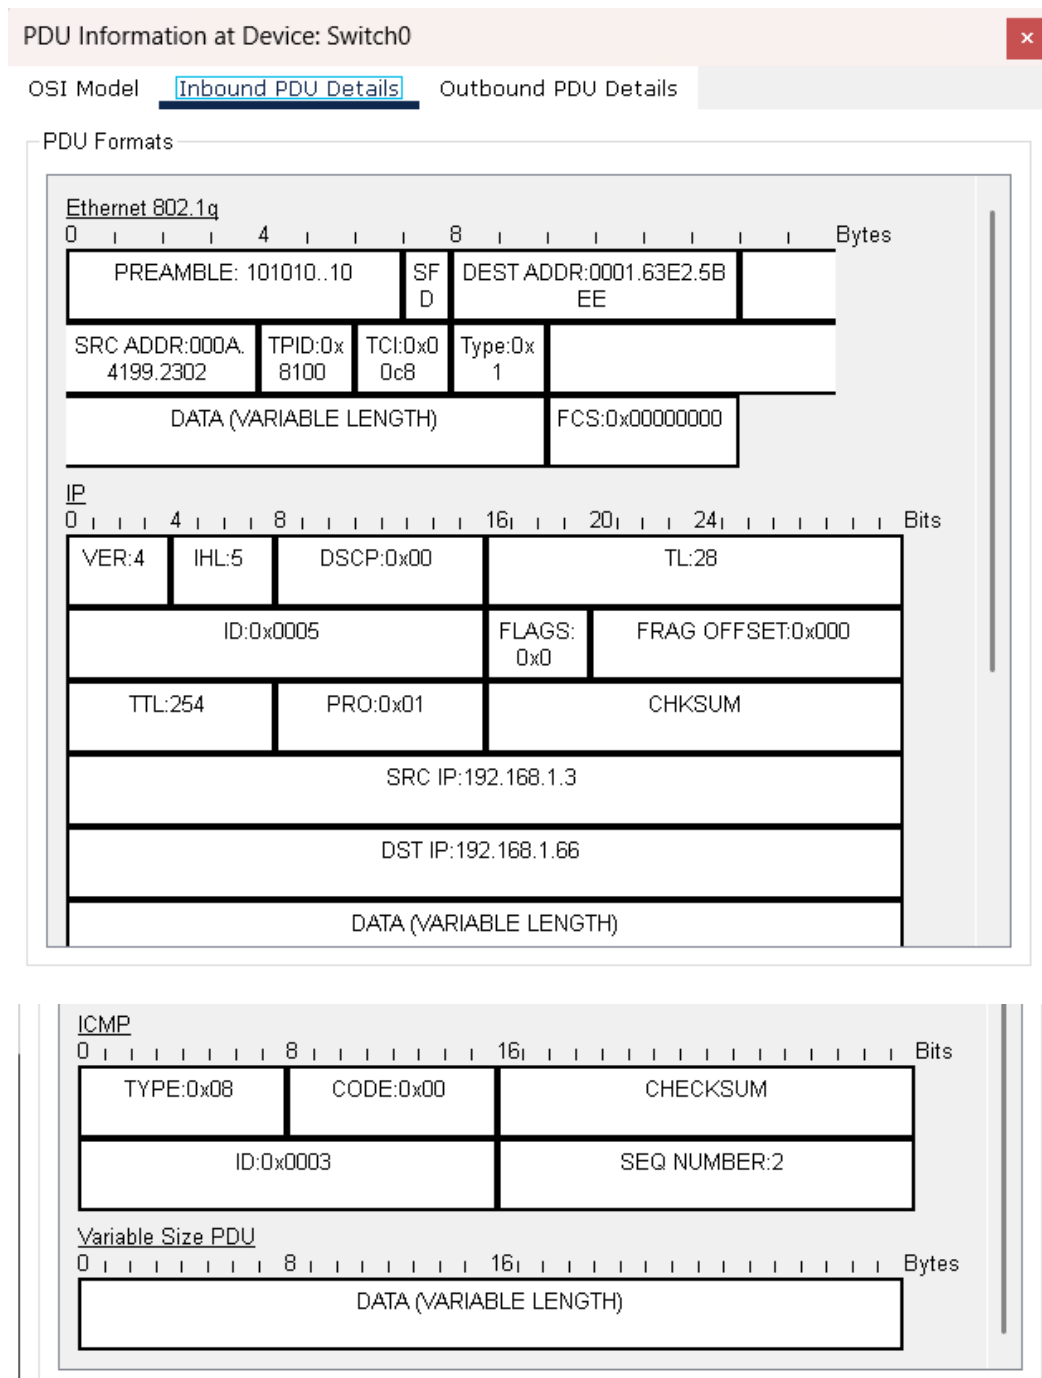 PDU Information at Device: Switch0
×
OSI Model Inbound PDU Details Outbound PDU Details
PDU Formats
Ethernet 802.1q
0 4 8 Bytes
PREAMBLE: 101010..10 SF DEST ADDR:0001.63E2.5B
D EE
SRC ADDR:000A. TPID:0x TCI:0x0 Type:0x
4199.2302 8100 0c8 1
DATA (VARIABLE LENGTH) FCS:0x00000000
IP
0 4 8 16 20 24 Bits
VER:4 IHL:5 DSCP:0x00 TL:28
ID:0x0005 FLAGS: FRAG OFFSET:0x000
0x0
TTL:254 PRO:0x01 CHKSUM
SRC IP:192.168.1.3
DST IP:192.168.1.66
DATA (VARIABLE LENGTH)
ICMP
0 8 16 Bits
TYPE:0x08 CODE:0x00 CHECKSUM
ID:0x0003 SEQ NUMBER:2
Variable Size PDU
0 8 16 Bytes
DATA (VARIABLE LENGTH)